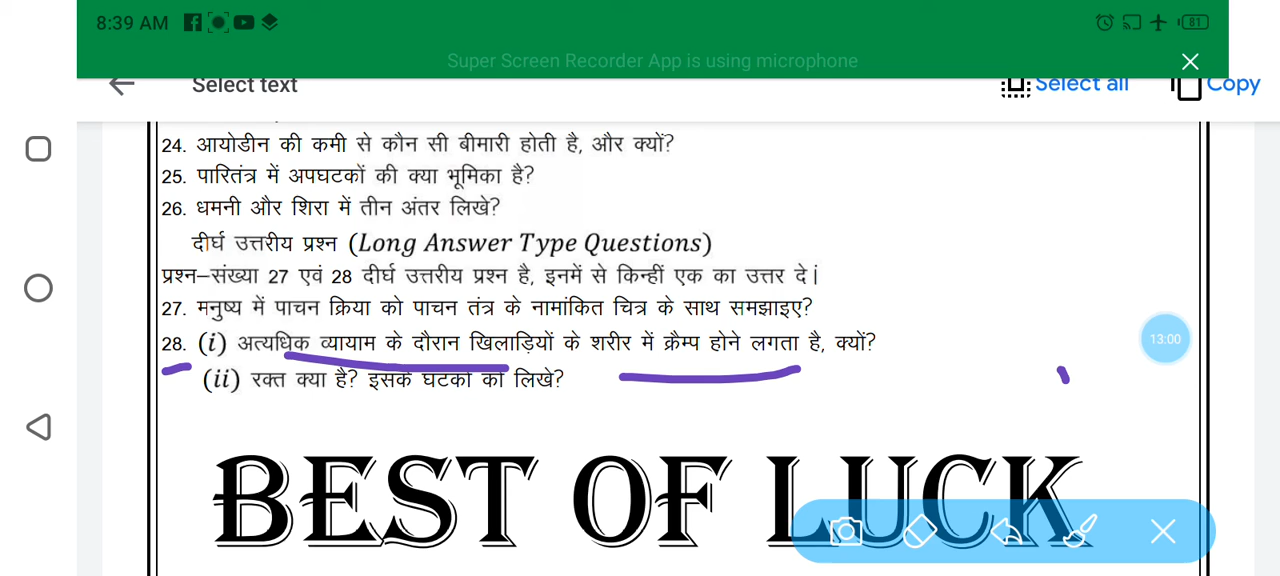 8:39 AM
81
Super Screen Recorder App is using microphone
Select text
Select all
Copy
24. आयोडीन की कमी से कौन सी बीमारी होती है, और क्यों?
25. पारितंत्र में अपघटकों की क्या भूमिका है?
26. धमनी और शिरा में तीन अंतर लिखे?
दीर्घ उत्तरीय प्रश्न (Long Answer Type Questions)
प्रश्न–संख्या 27 एवं 28 दीर्घ उत्तरीय प्रश्न है, इनमें से किन्हीं एक का उत्तर दे|
27. मनुष्य में पाचन क्रिया को पाचन तंत्र के नामांकित चित्र के साथ समझाइए?
28. (i) अत्यधिक व्यायाम के दौरान खिलाड़ियों के शरीर में क्रैम्प होने लगता है, क्यों?
(ii) रक्त क्या है? इसके घटकों को लिखे?
13:00
BEST OF LUCK